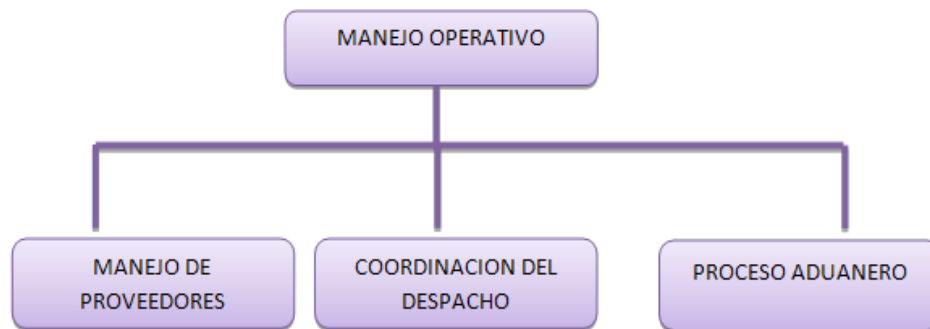 MANEJO OPERATIVO
MANEJO DE
PROVEEDORES
COORDINACION DEL
DESPACHO
PROCESO ADUANERO